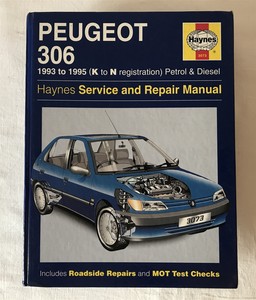 PEUGEOT
Haynes
3073
306
1993 to 1995 (K to N registration) Petrol & Diesel
Haynes Service and Repair Manual
3073
Includes Roadside Repairs and MOT Test Checks